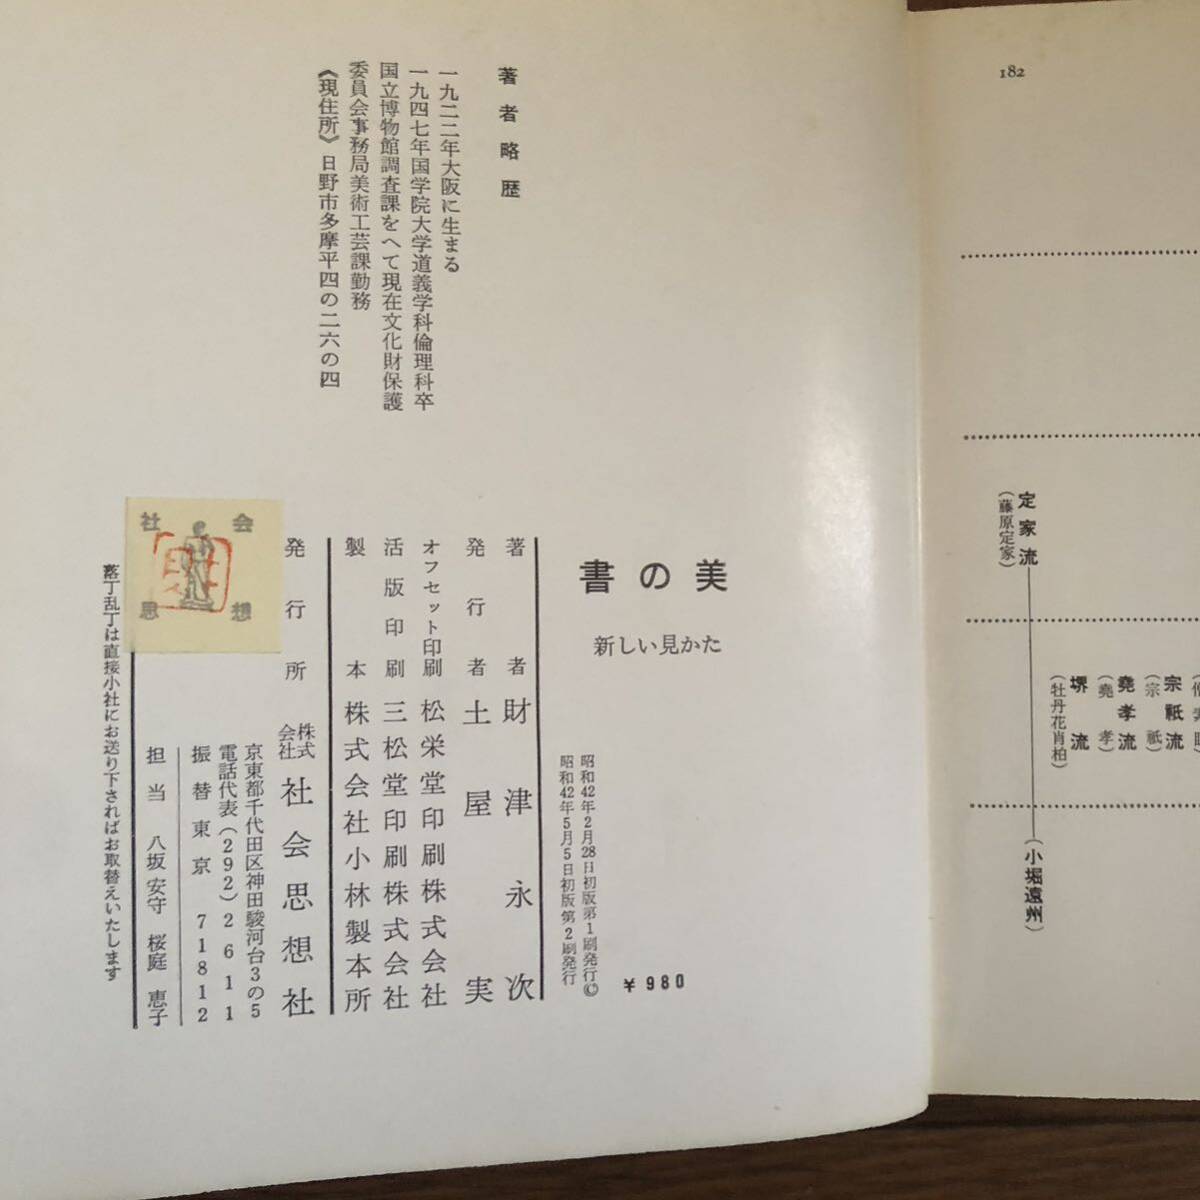 182
定家流
(藤原定家)
(小堀遠州)
宗祇流
(宗祇)
堯孝流
(堯孝)
堺流
(牡丹花肖柏)
著者略歴
一九二二年大阪に生まる
一九四七年国学院大学道義学科倫理科卒
国立博物館調査課をへて現在文化財保護
委員会事務局美術工芸課勤務
《現住所》日野市多摩平四の二六の四
書の美
新しい見かた
昭和42年2月28日初版第1刷発行©
昭和42年5月5日初版第2刷発行
¥980
著者 財津永次
発行者 土屋実
オフセット印刷 松栄堂印刷株式会社
活版印刷 三松堂印刷株式会社
製本 株式会社小林製本所
発行所 株式会社 社会思想社
京東都千代田区神田駿河台3の5
電話代表(292)2611
振替東京 71812
担当 八坂安守 桜庭恵子
落丁乱丁は直接小社にお送り下さればお取替えいたします
社会
思想